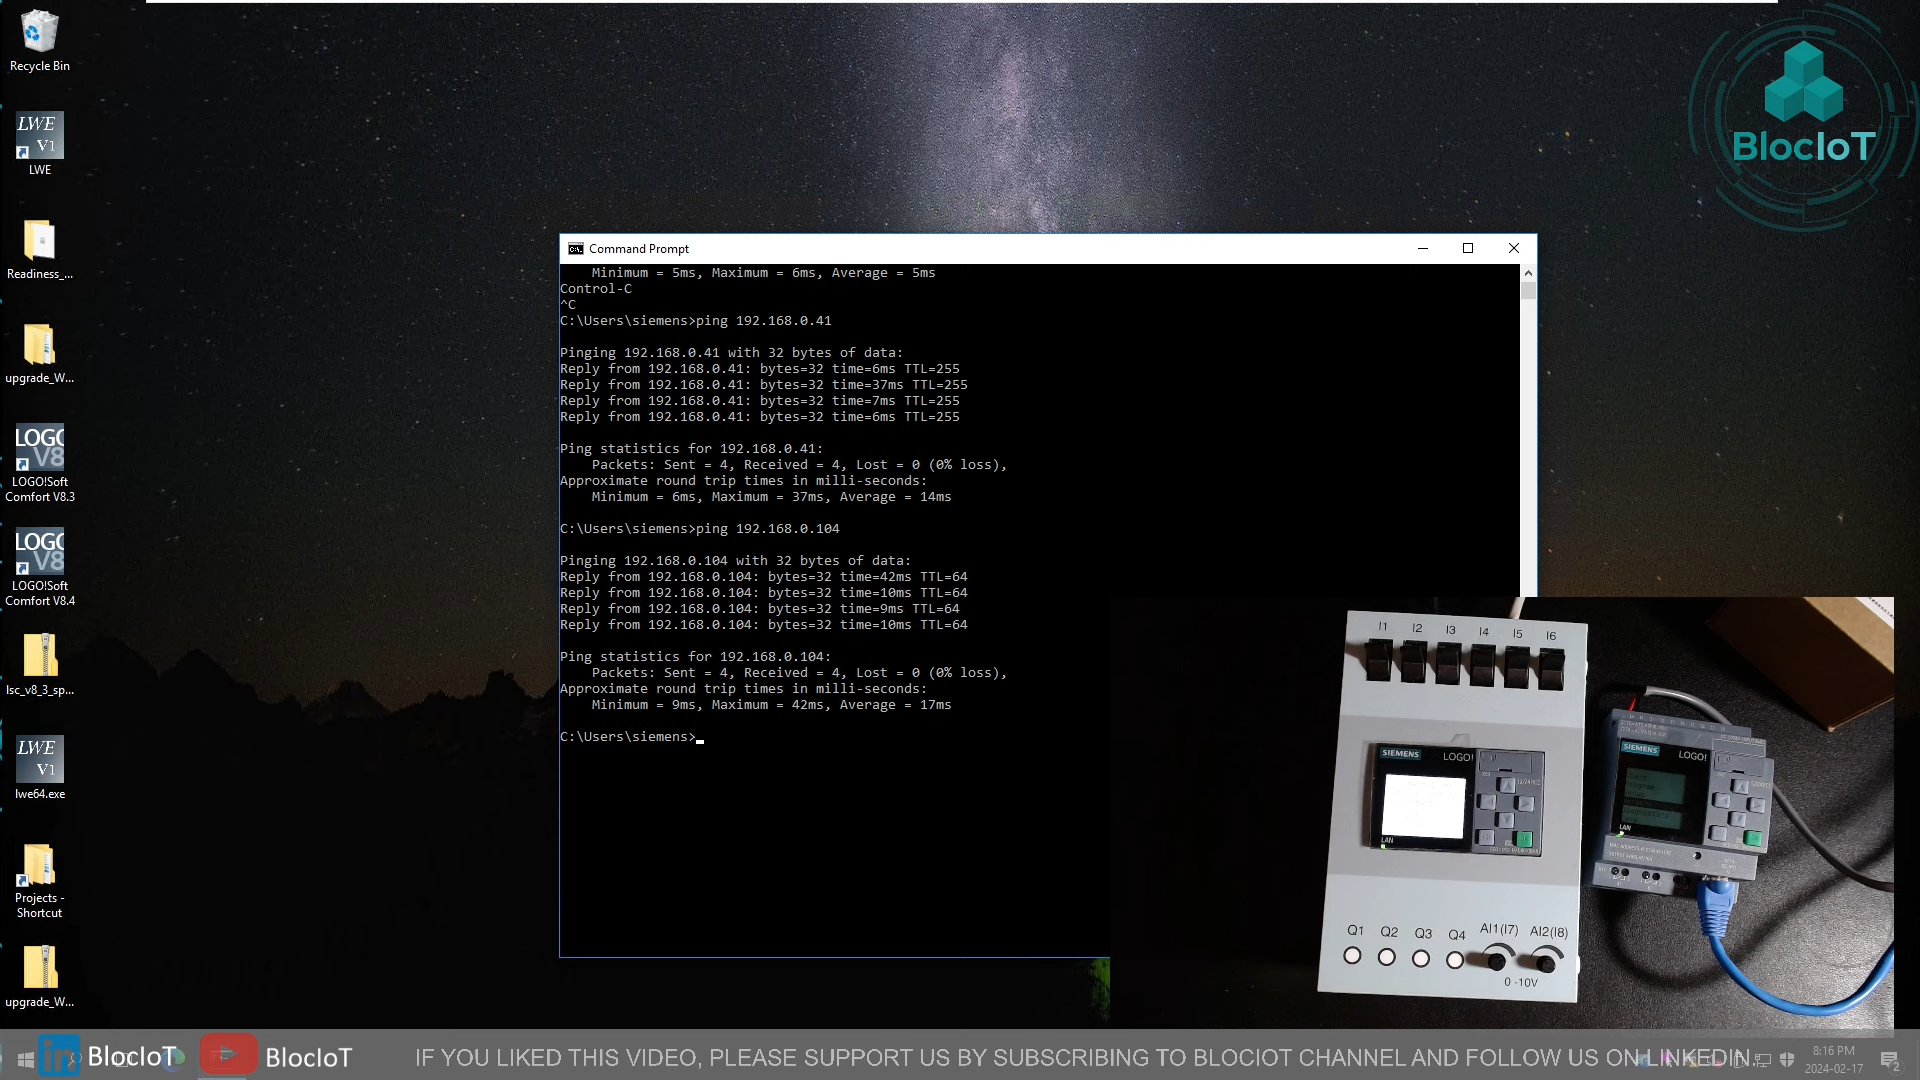 Recycle Bin
LWE
V1
LWE
Readiness_...
upgrade_W...
LOGO!Soft
Comfort V8.3
LOGO!Soft
Comfort V8.4
lsc_v8_3_sp...
LWE
V1
lwe64.exe
Projects -
Shortcut
upgrade_W...
BlocIoT
Command Prompt
Minimum = 5ms, Maximum = 6ms, Average = 5ms
Control-C
^C
C:\Users\siemens>ping 192.168.0.41
Pinging 192.168.0.41 with 32 bytes of data:
Reply from 192.168.0.41: bytes=32 time=6ms TTL=255
Reply from 192.168.0.41: bytes=32 time=37ms TTL=255
Reply from 192.168.0.41: bytes=32 time=7ms TTL=255
Reply from 192.168.0.41: bytes=32 time=6ms TTL=255
Ping statistics for 192.168.0.41:
Packets: Sent = 4, Received = 4, Lost = 0 (0% loss),
Approximate round trip times in milli-seconds:
Minimum = 6ms, Maximum = 37ms, Average = 14ms
C:\Users\siemens>ping 192.168.0.104
Pinging 192.168.0.104 with 32 bytes of data:
Reply from 192.168.0.104: bytes=32 time=42ms TTL=64
Reply from 192.168.0.104: bytes=32 time=10ms TTL=64
Reply from 192.168.0.104: bytes=32 time=9ms TTL=64
Reply from 192.168.0.104: bytes=32 time=10ms TTL=64
Ping statistics for 192.168.0.104:
Packets: Sent = 4, Received = 4, Lost = 0 (0% loss),
Approximate round trip times in milli-seconds:
Minimum = 9ms, Maximum = 42ms, Average = 17ms
C:\Users\siemens>
I1 I2 I3 I4 I5 I6
SIEMENS LOGO!
LAN
SIEMENS LOGO!
LAN
Q1 Q2 Q3 Q4 AI1(I7) AI2(I8)
0 -10V
BlocIoT BlocIoT IF YOU LIKED THIS VIDEO, PLEASE SUPPORT US BY SUBSCRIBING TO BLOCIOT CHANNEL AND FOLLOW US ON LINKEDIN.
8:16 PM
2024-02-17